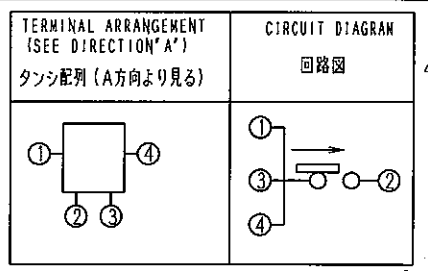 TERMINAL ARRANGEMENT
(SEE DIRECTION"A")
タンシ配列 (A方向より見る)
CIRCUIT DIAGRAM
回路図
① ④
② ③
①
③ ②
④